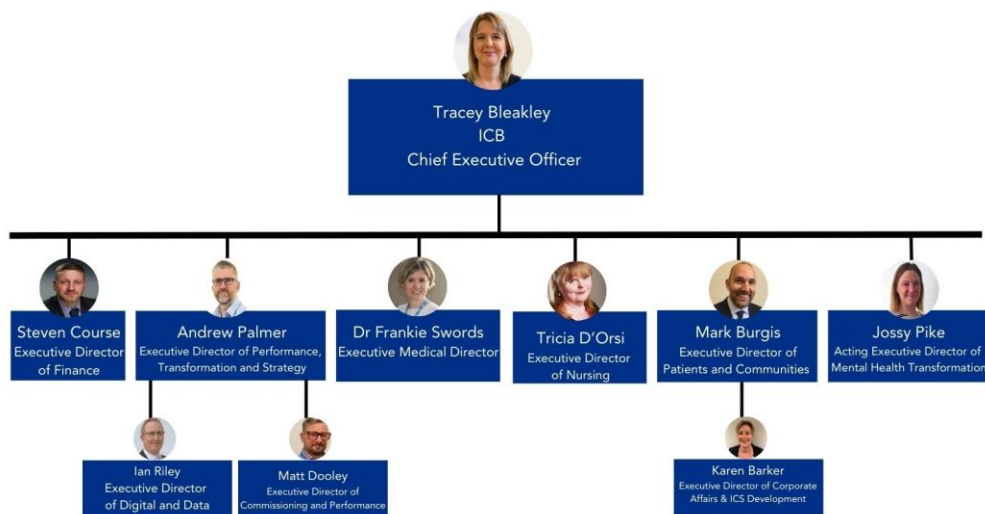 Tracey Bleakley
ICB
Chief Executive Officer
Steven Course
Executive Director
of Finance
Andrew Palmer
Executive Director of Performance,
Transformation and Strategy
Dr Frankie Swords
Executive Medical Director
Tricia D'Orsi
Executive Director
of Nursing
Mark Burgis
Executive Director of
Patients and Communities
Jossy Pike
Acting Executive Director of
Mental Health Transformation
Ian Riley
Executive Director
of Digital and Data
Matt Dooley
Executive Director of
Commissioning and Performance
Karen Barker
Executive Director of Corporate
Affairs & ICS Development